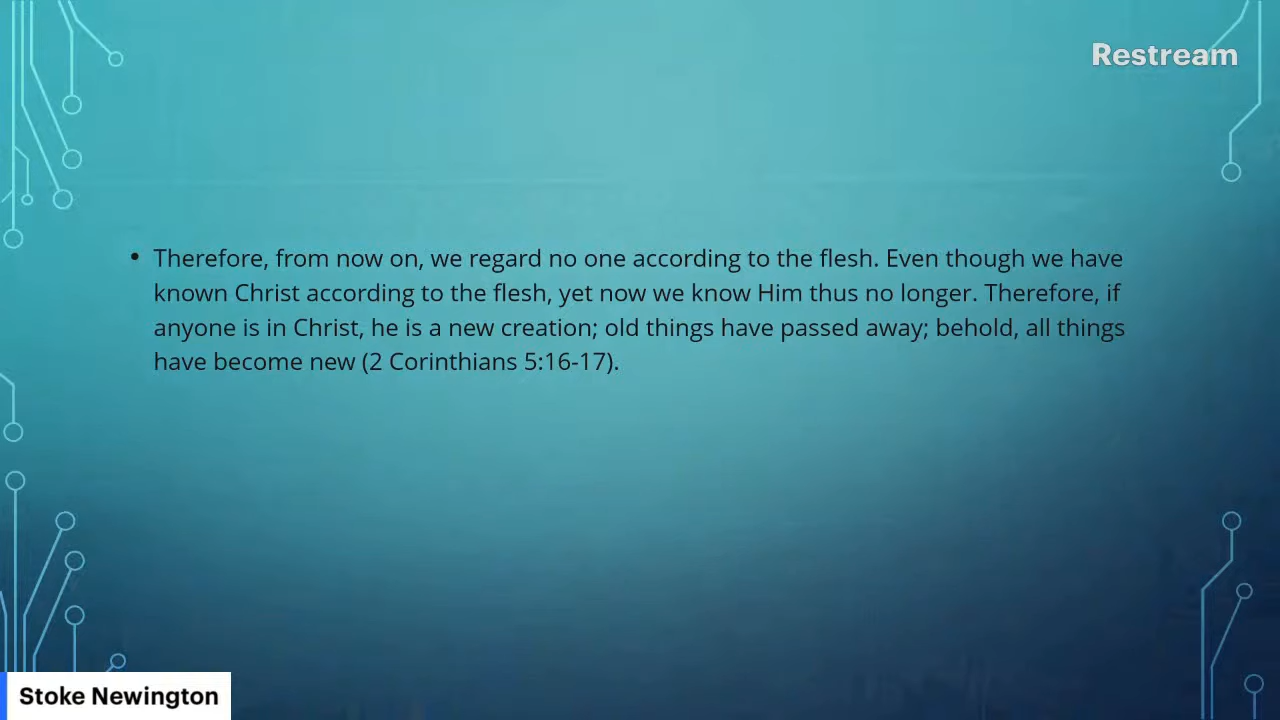 Restream
• Therefore, from now on, we regard no one according to the flesh. Even though we have
known Christ according to the flesh, yet now we know Him thus no longer. Therefore, if
anyone is in Christ, he is a new creation; old things have passed away; behold, all things
have become new (2 Corinthians 5:16-17).
Stoke Newington